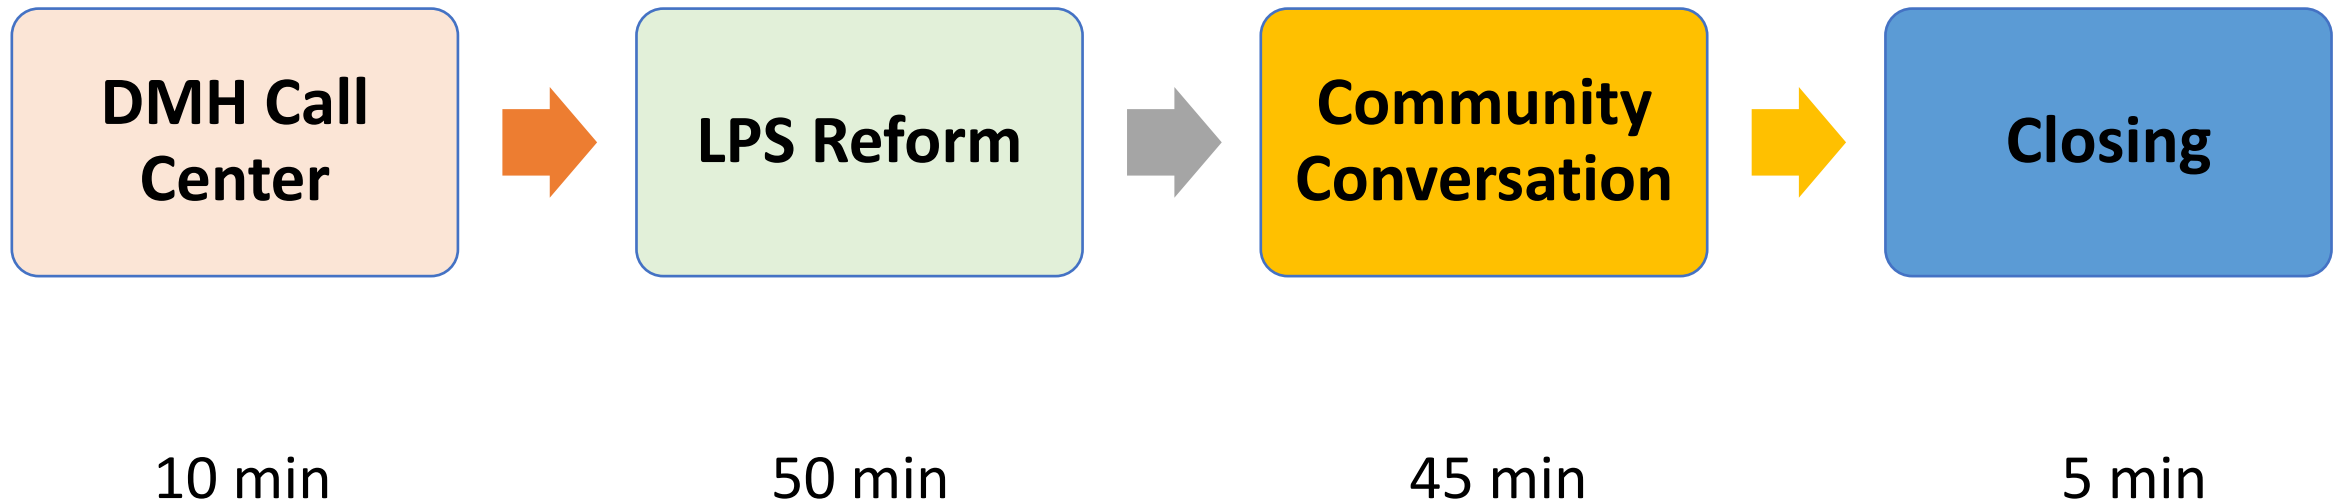 DMH Call
Center
LPS Reform
Community
Conversation
Closing
10 min
50 min
45 min
5 min